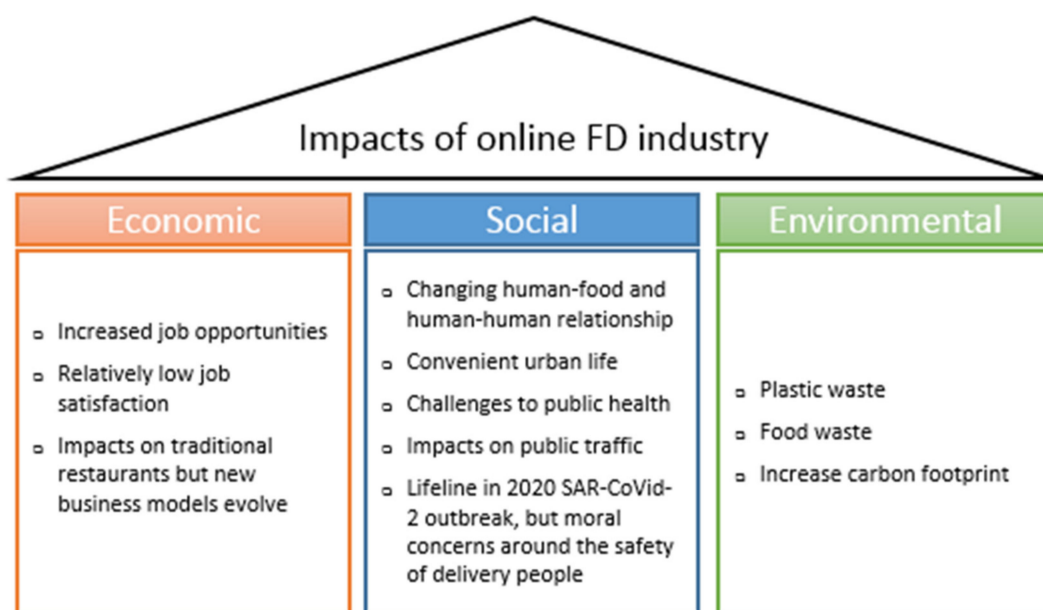 Impacts of online FD industry
Economic
Increased job opportunities
Relatively low job
satisfaction
Impacts on traditional
restaurants but new
business models evolve
Social
Changing human-food and
human-human relationship
Convenient urban life
Challenges to public health
Impacts on public traffic
Lifeline in 2020 SAR-CoVid-
2 outbreak, but moral
concerns around the safety
of delivery people
Environmental
Plastic waste
Food waste
Increase carbon footprint